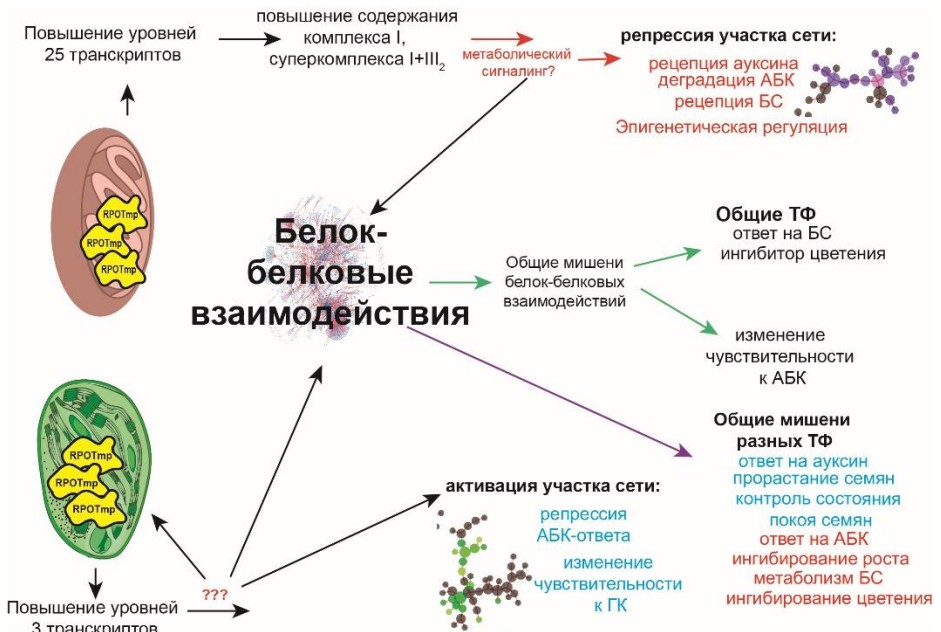 Повышение уровней
25 транскриптов
повышение содержания
комплекса I,
суперкомплекса I+III2
метаболический
сигналинг?
репрессия участка сети:
рецепция ауксина
деградация АБК
рецепция БС
Эпигенетическая регуляция
RPOTmp
RPOTmp
RPOTmp
Белок-
белковые
взаимодействия
Общие мишени
белок-белковых
взаимодействий
Общие ТФ
ответ на БС
ингибитор цветения
изменение
чувствительности
к АБК
RPOTmp
RPOTmp
RPOTmp
Общие мишени
разных ТФ
ответ на ауксин
прорастание семян
контроль состояния
покоя семян
ответ на АБК
ингибирование роста
метаболизм БС
ингибирование цветения
активация участка сети:
репрессия
АБК-ответа
изменение
чувствительности
к ГК
???
Повышение уровней
3 транскриптов